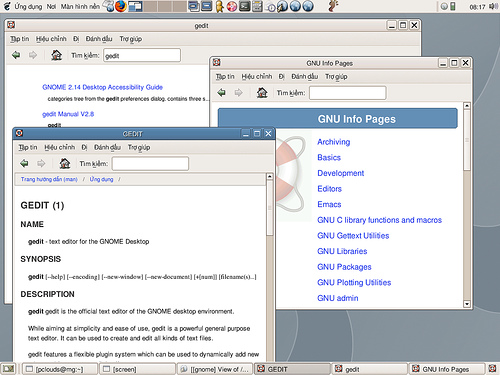 Ứng dụng Nơi Màn hình nền
08:17
gedit
Tập tin Hiệu chỉnh Đi Đánh dấu Trợ giúp
Tìm kiếm: gedit
GNOME 2.14 Desktop Accessibility Guide
categories tree from the gedit preferences dialog. contains three s...
gedit Manual V2.8
gedit
GNU Info Pages
Tập tin Hiệu chỉnh Đi Đánh dấu Trợ giúp
Tìm kiếm:
GNU Info Pages
Archiving
Basics
Development
Editors
Emacs
GNU C library functions and macros
GNU Gettext Utilities
GNU Libraries
GNU Packages
GNU Plotting Utilities
GNU admin
GEDIT
Tập tin Hiệu chỉnh Đi Đánh dấu Trợ giúp
Tìm kiếm:
Trang hướng dẫn (man) / Ứng dụng /
GEDIT (1)
NAME
gedit - text editor for the GNOME Desktop
SYNOPSIS
gedit [--help] [--encoding] [--new-window] [--new-document] [+[num]] [filename(s)...]
DESCRIPTION
gedit gedit is the official text editor of the GNOME desktop environment.
While aiming at simplicity and ease of use, gedit is a powerful general purpose
text editor. It can be used to create and edit all kinds of text files.
gedit features a flexible plugin system which can be used to dynamically add new
[pclouds@mg:~] [screen] [[gnome] View of /... GEDIT gedit GNU Info Pages